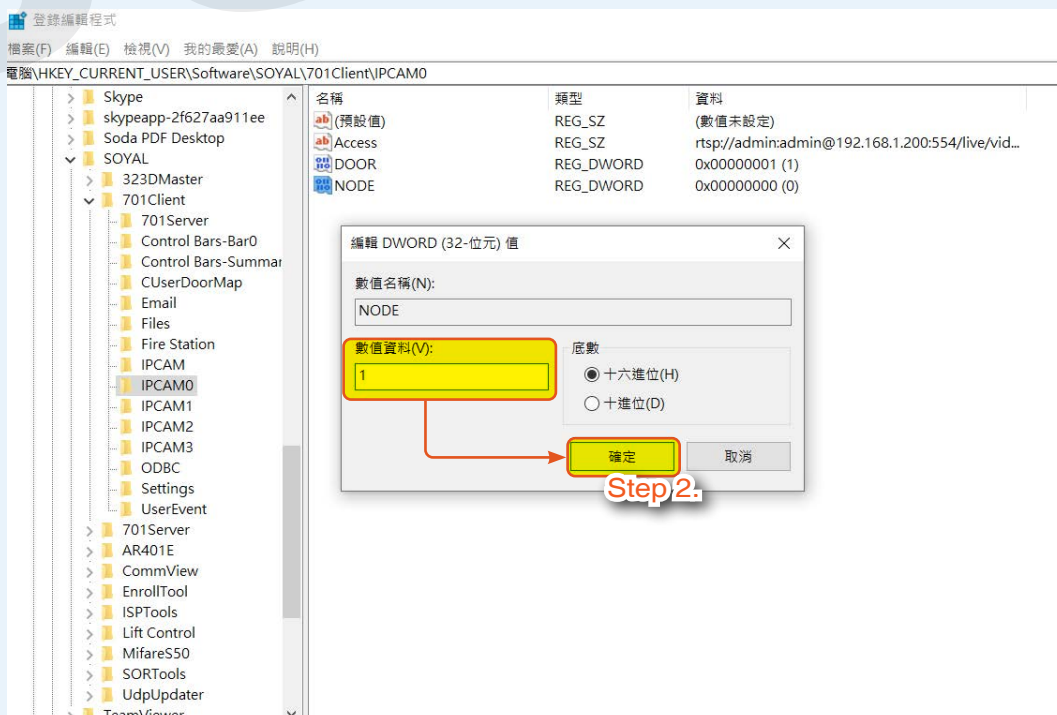 登錄編輯程式
檔案(F) 編輯(E) 檢視(V) 我的最愛(A) 說明(H)
電腦\HKEY_CURRENT_USER\Software\SOYAL\701Client\IPCAM0
Skype
skypeapp-2f627aa911ee
Soda PDF Desktop
SOYAL
323DMaster
701Client
701Server
Control Bars-Bar0
Control Bars-Summar
CUserDoorMap
Email
Files
Fire Station
IPCAM
IPCAM0
IPCAM1
IPCAM2
IPCAM3
ODBC
Settings
UserEvent
701Server
AR401E
CommView
EnrollTool
ISPTools
Lift Control
MifareS50
SORTools
UdpUpdater
TeamViewer
名稱 類型 資料
(預設值) REG_SZ (數值未設定)
Access REG_SZ rtsp://admin:admin@192.168.1.200:554/live/vid...
DOOR REG_DWORD 0x00000001 (1)
NODE REG_DWORD 0x00000000 (0)
編輯 DWORD (32-位元) 值
數值名稱(N):
NODE
數值資料(V):
1
底數
十六進位(H)
十進位(D)
確定 取消
Step 2.